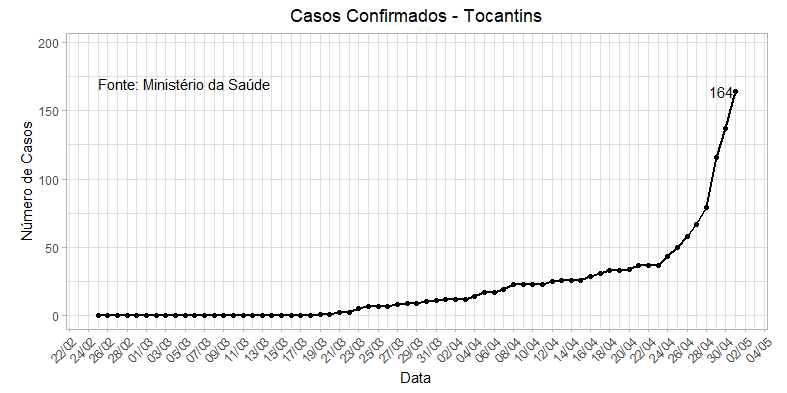 Casos Confirmados - Tocantins
200
Fonte: Ministério da Saúde
164
150
100
50
0
Número de Casos
22/02 24/02 26/02 28/02 01/03 03/03 05/03 07/03 09/03 11/03 13/03 15/03 17/03 19/03 21/03 23/03 25/03 27/03 29/03 31/03 02/04 04/04 06/04 08/04 10/04 12/04 14/04 16/04 18/04 20/04 22/04 24/04 26/04 28/04 30/04 02/05 04/05
Data